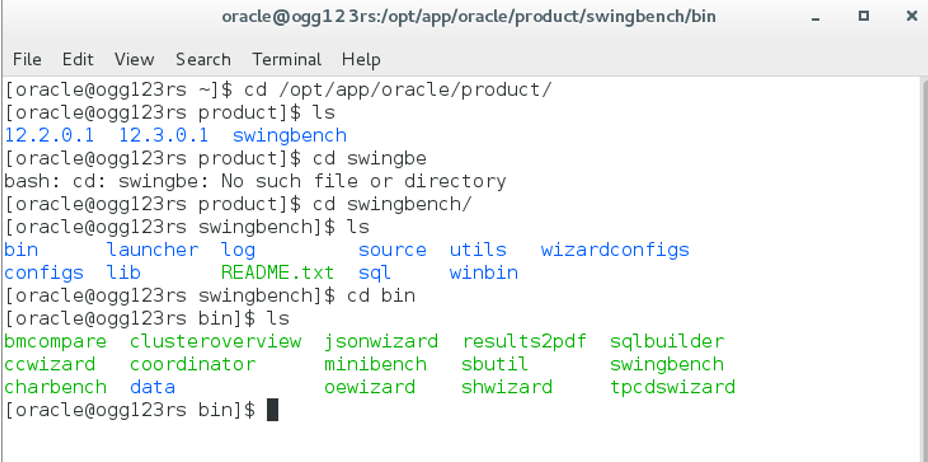 oracle@ogg123rs:/opt/app/oracle/product/swingbench/bin
File Edit View Search Terminal Help
[oracle@ogg123rs ~]$ cd /opt/app/oracle/product/
[oracle@ogg123rs product]$ ls
12.2.0.1  12.3.0.1  swingbench
[oracle@ogg123rs product]$ cd swingbe
bash: cd: swingbe: No such file or directory
[oracle@ogg123rs product]$ cd swingbench/
[oracle@ogg123rs swingbench]$ ls
bin      launcher  log         source  utils   wizardconfigs
configs  lib       README.txt  sql     winbin
[oracle@ogg123rs swingbench]$ cd bin
[oracle@ogg123rs bin]$ ls
bmcompare  clusteroverview  jsonwizard  results2pdf  sqlbuilder
ccwizard   coordinator      minibench   sbutil       swingbench
charbench  data             oewizard    shwizard     tpcdswizard
[oracle@ogg123rs bin]$